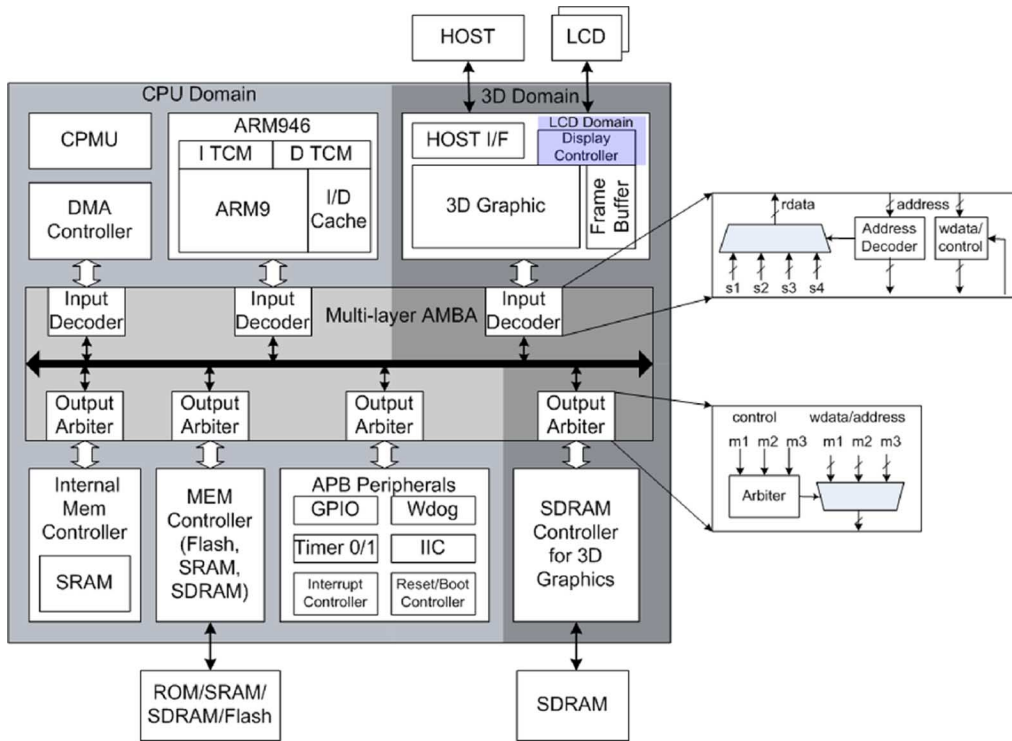 HOST
LCD
CPU Domain
3D Domain
CPMU
DMA
Controller
ARM946
I TCM
D TCM
ARM9
I/D
Cache
HOST I/F
LCD Domain
Display
Controller
3D Graphic
Frame
Buffer
Input
Decoder
Input
Decoder
Multi-layer AMBA
Input
Decoder
Output
Arbiter
Output
Arbiter
Output
Arbiter
Output
Arbiter
Internal
Mem
Controller
SRAM
MEM
Controller
(Flash,
SRAM,
SDRAM)
APB Peripherals
GPIO
Wdog
Timer 0/1
IIC
Interrupt
Controller
Reset/Boot
Controller
SDRAM
Controller
for 3D
Graphics
ROM/SRAM/
SDRAM/Flash
SDRAM
rdata
address
Address
Decoder
wdata/
control
s1 s2 s3 s4
control
wdata/address
m1 m2 m3
m1 m2 m3
Arbiter